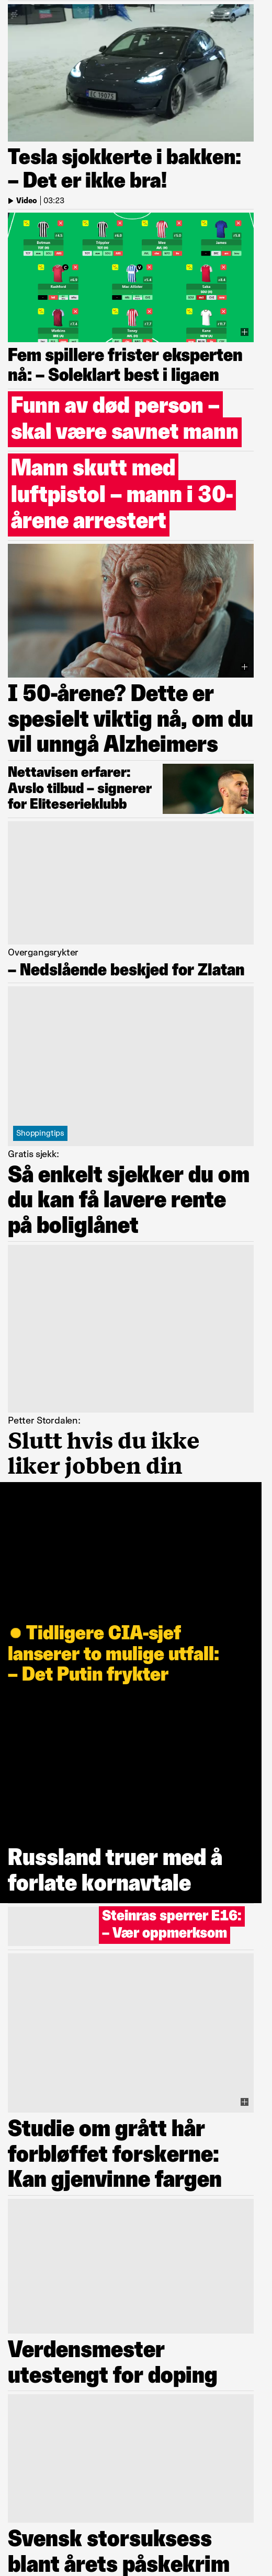 Tesla sjokkerte i bakken:
– Det er ikke bra!
Video | 03:23
Fem spillere frister eksperten
nå: – Soleklart best i ligaen
Funn av død person –
skal være savnet mann
Mann skutt med
luftpistol – mann i 30-
årene arrestert
I 50-årene? Dette er
spesielt viktig nå, om du
vil unngå Alzheimers
Nettavisen erfarer:
Avslo tilbud – signerer
for Eliteserieklubb
Overgangsrykter
– Nedslående beskjed for Zlatan
Shoppingtips
Gratis sjekk:
Så enkelt sjekker du om
du kan få lavere rente
på boliglånet
Petter Stordalen:
Slutt hvis du ikke
liker jobben din
Tidligere CIA-sjef
lanserer to mulige utfall:
– Det Putin frykter
Russland truer med å
forlate kornavtale
Steinras sperrer E16:
– Vær oppmerksom
Studie om grått hår
forbløffet forskerne:
Kan gjenvinne fargen
Verdensmester
utestengt for doping
Svensk storsuksess
blant årets påskekrim